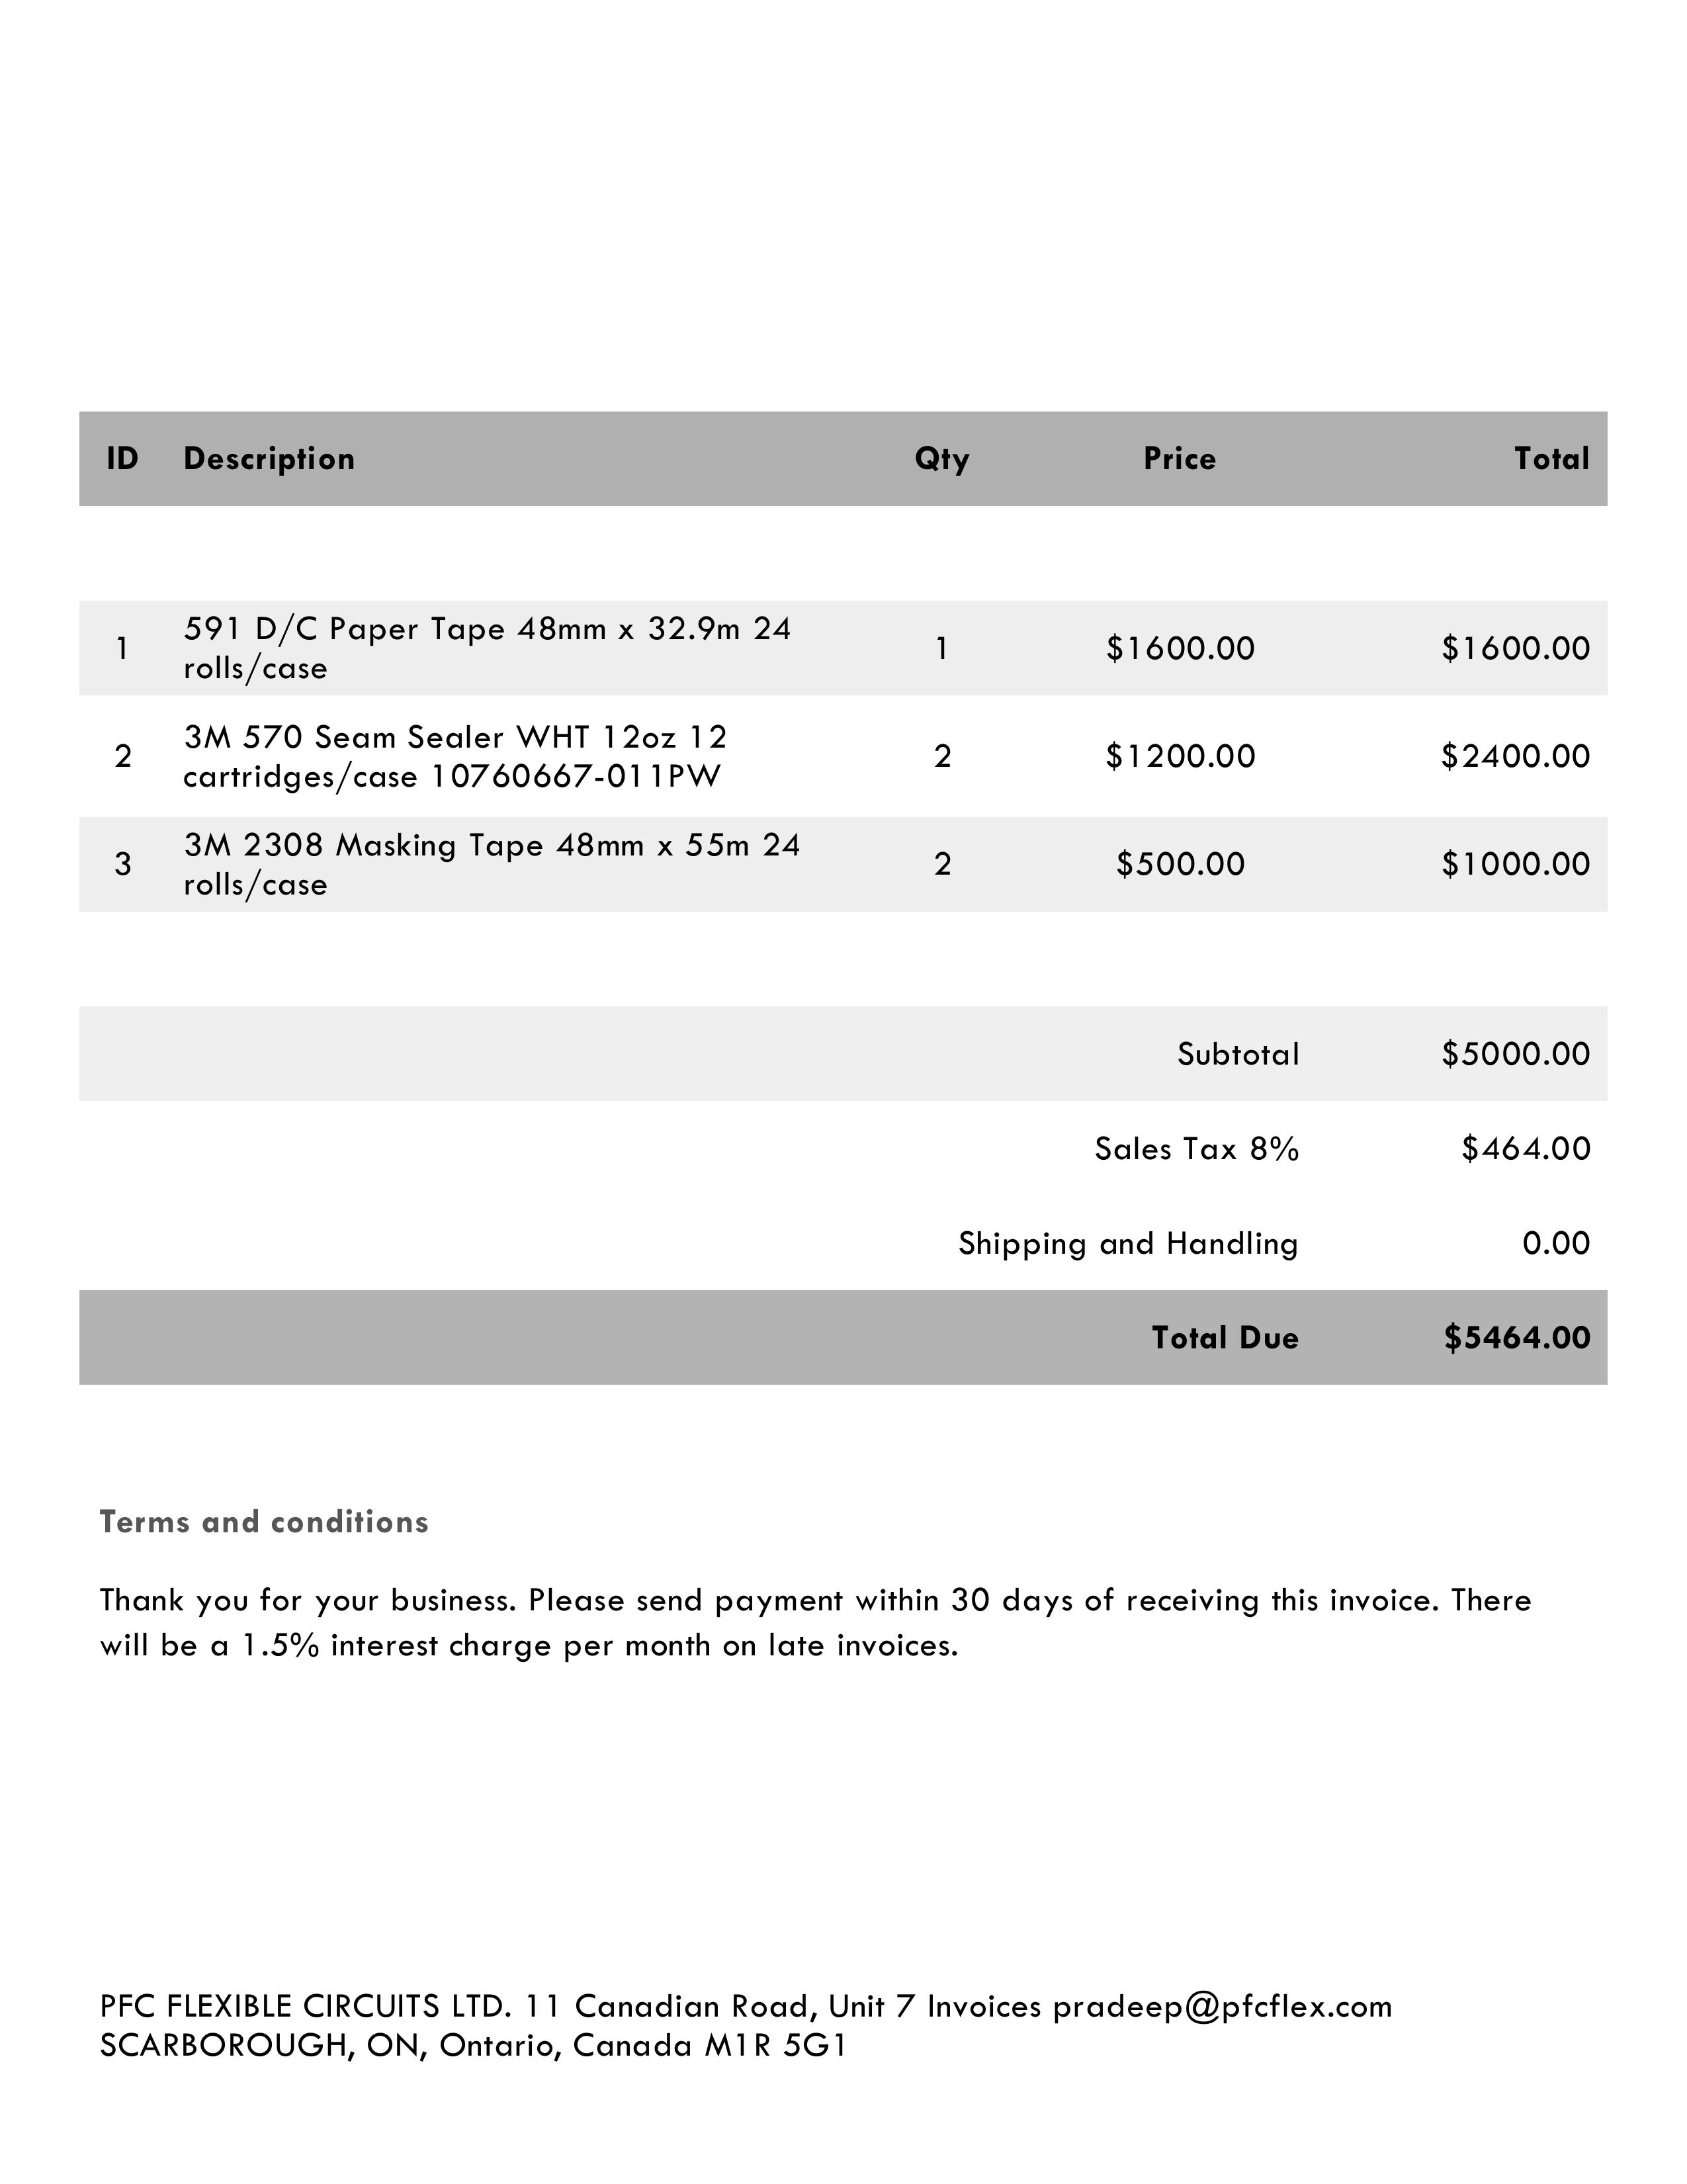 ID Description Qty Price Total
1 591 D/C Paper Tape 48mm x 32.9m 24 rolls/case 1 $1600.00 $1600.00
2 3M 570 Seam Sealer WHT 12oz 12 cartridges/case 10760667-011PW 2 $1200.00 $2400.00
3 3M 2308 Masking Tape 48mm x 55m 24 rolls/case 2 $500.00 $1000.00
Subtotal $5000.00
Sales Tax 8% $464.00
Shipping and Handling 0.00
Total Due $5464.00
Terms and conditions
Thank you for your business. Please send payment within 30 days of receiving this invoice. There
will be a 1.5% interest charge per month on late invoices.
PFC FLEXIBLE CIRCUITS LTD. 11 Canadian Road, Unit 7 Invoices pradeep@pfcflex.com
SCARBOROUGH, ON, Ontario, Canada M1R 5G1